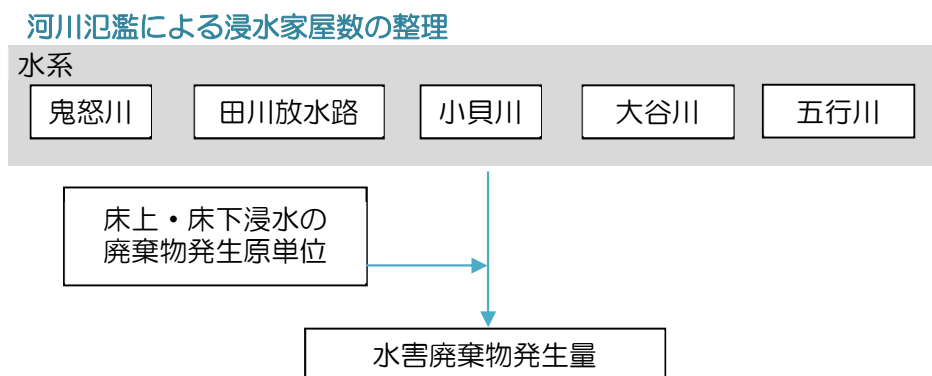 河川氾濫による浸水家屋数の整理
水系
鬼怒川
田川放水路
小貝川
大谷川
五行川
床上・床下浸水の
廃棄物発生原単位
水害廃棄物発生量